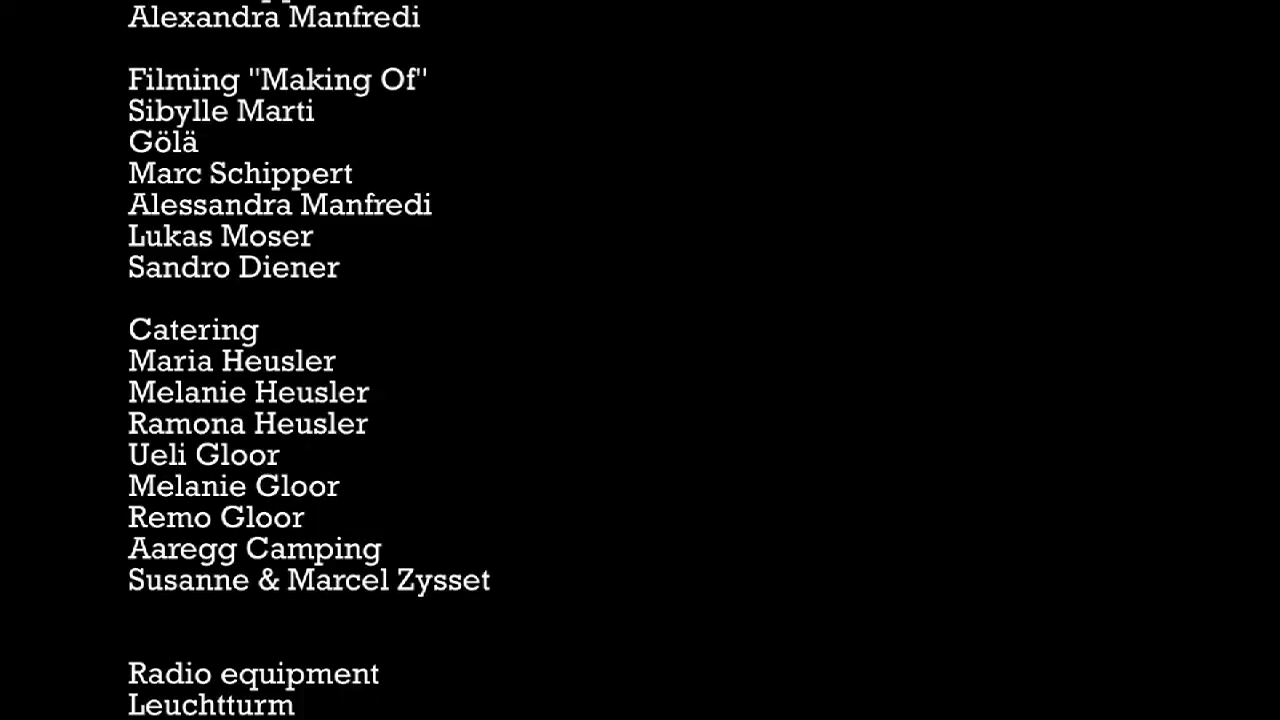 Alexandra Manfredi
Filming "Making Of"
Sibylle Marti
Gölä
Marc Schippert
Alessandra Manfredi
Lukas Moser
Sandro Diener
Catering
Maria Heusler
Melanie Heusler
Ramona Heusler
Ueli Gloor
Melanie Gloor
Remo Gloor
Aaregg Camping
Susanne & Marcel Zysset
Radio equipment
Leuchtturm